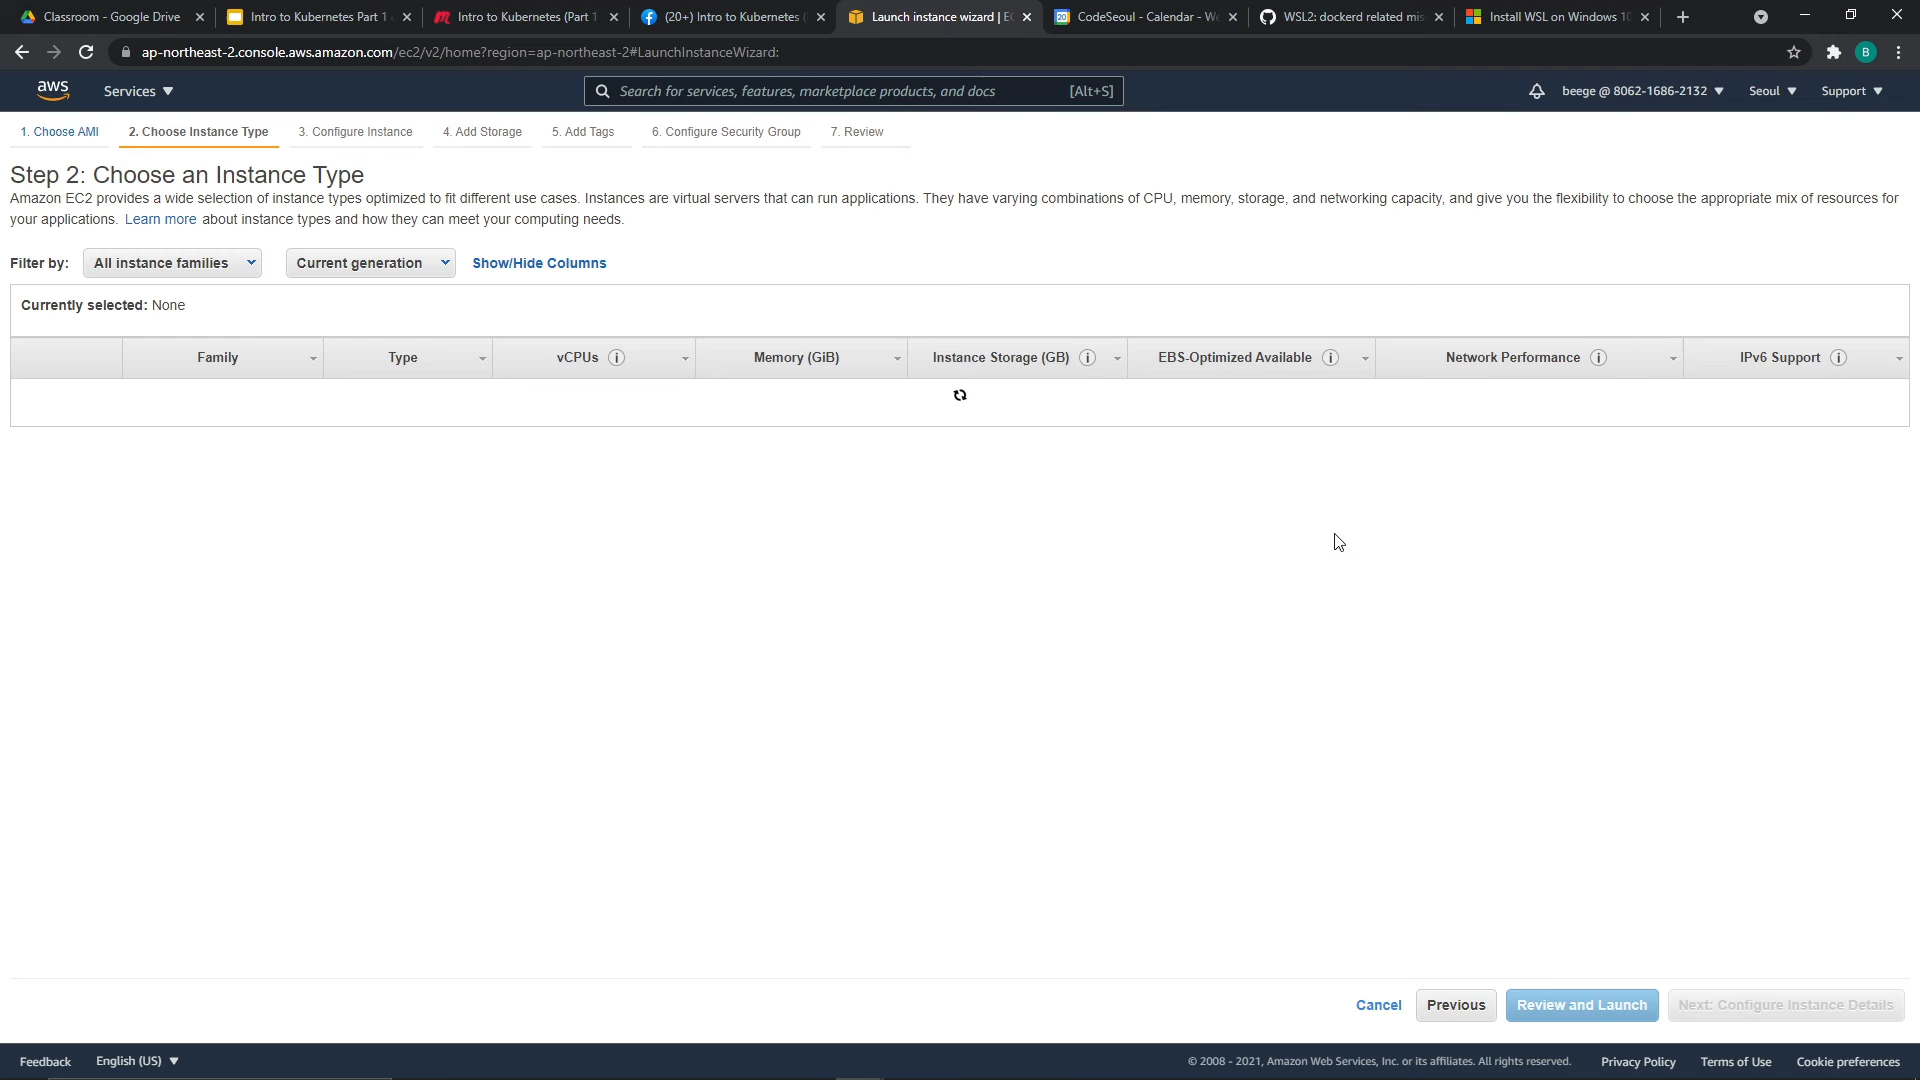 Classroom - Google Drive
Intro to Kubernetes Part 1
Intro to Kubernetes (Part 1
(20+) Intro to Kubernetes (
Launch instance wizard | EC
CodeSeoul - Calendar - We
WSL2: dockerd related mis
Install WSL on Windows 10
ap-northeast-2.console.aws.amazon.com/ec2/v2/home?region=ap-northeast-2#LaunchInstanceWizard:
B
aws
Services
Search for services, features, marketplace products, and docs
[Alt+S]
beege @ 8062-1686-2132
Seoul
Support
1. Choose AMI
2. Choose Instance Type
3. Configure Instance
4. Add Storage
5. Add Tags
6. Configure Security Group
7. Review
Step 2: Choose an Instance Type
Amazon EC2 provides a wide selection of instance types optimized to fit different use cases. Instances are virtual servers that can run applications. They have varying combinations of CPU, memory, storage, and networking capacity, and give you the flexibility to choose the appropriate mix of resources for
your applications. Learn more about instance types and how they can meet your computing needs.
Filter by:
All instance families
Current generation
Show/Hide Columns
Currently selected: None
Family
Type
vCPUs
Memory (GiB)
Instance Storage (GB)
EBS-Optimized Available
Network Performance
IPv6 Support
Cancel
Previous
Review and Launch
Next: Configure Instance Details
Feedback
English (US)
© 2008 - 2021, Amazon Web Services, Inc. or its affiliates. All rights reserved.
Privacy Policy
Terms of Use
Cookie preferences